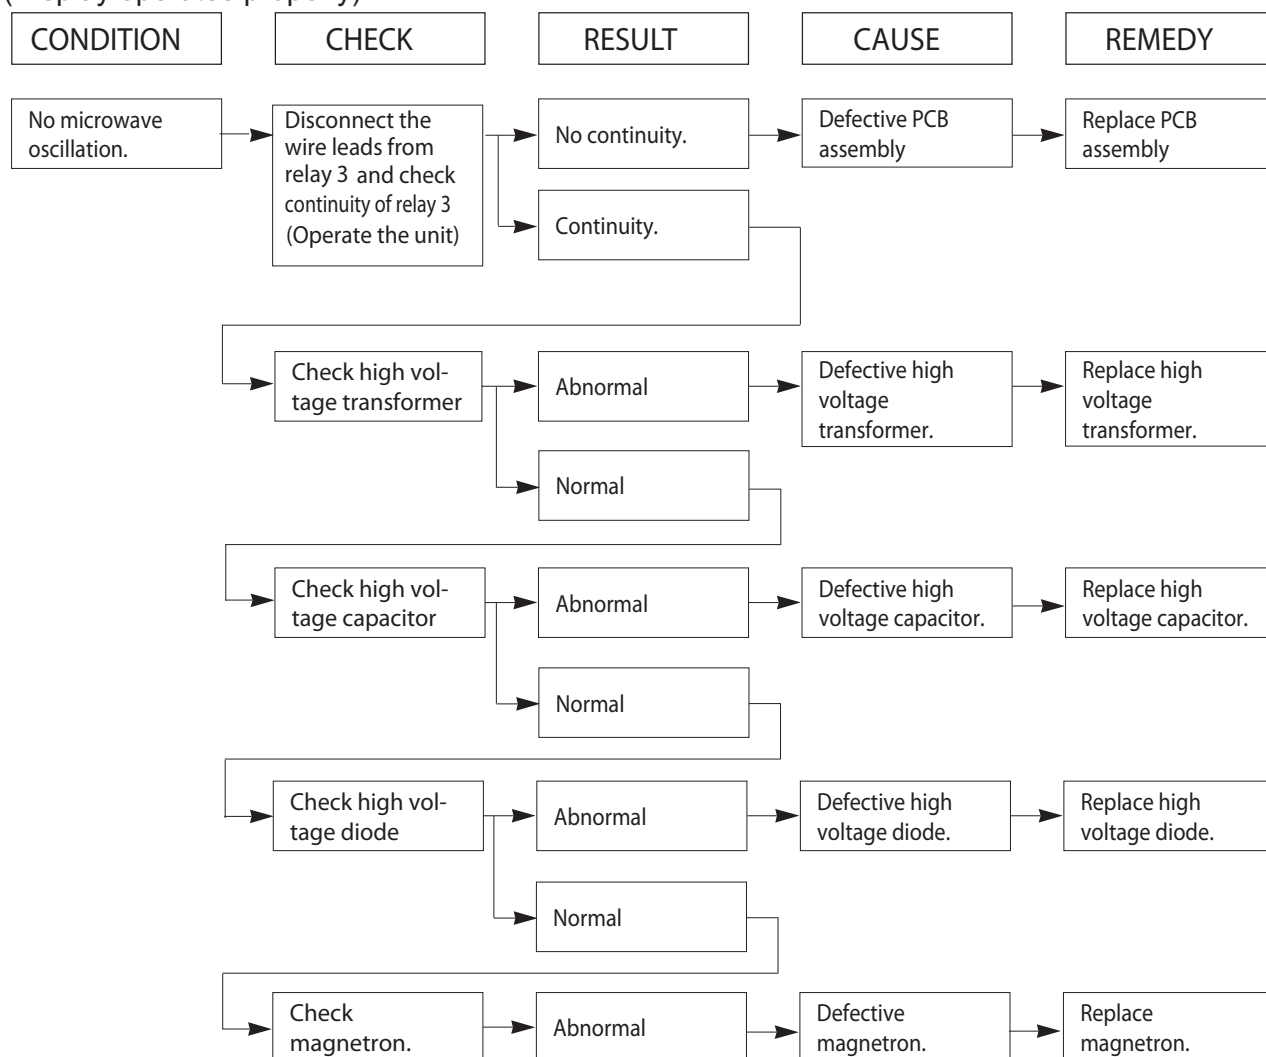 CONDITION
CHECK
RESULT
CAUSE
REMEDY
No microwave
oscillation.
Disconnect the
wire leads from
relay 3 and check
continuity of relay 3
(Operate the unit)
No continuity.
Defective PCB
assembly
Replace PCB
assembly
Continuity.
Check high vol-
tage transformer
Abnormal
Defective high
voltage
transformer.
Replace high
voltage
transformer.
Normal
Check high vol-
tage capacitor
Abnormal
Defective high
voltage capacitor.
Replace high
voltage capacitor.
Normal
Check high vol-
tage diode
Abnormal
Defective high
voltage diode.
Replace high
voltage diode.
Normal
Check
magnetron.
Abnormal
Defective
magnetron.
Replace
magnetron.